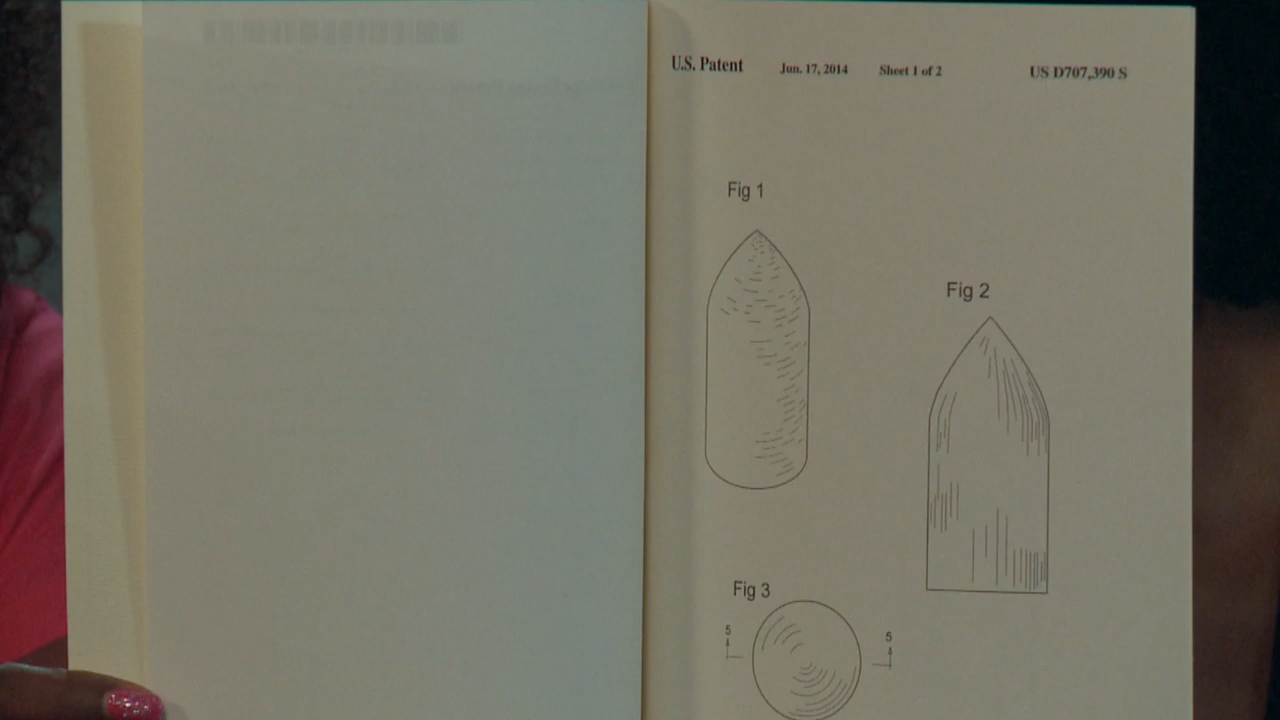 U.S. Patent Jun. 17, 2014 Sheet 1 of 2 US D707,390 S
Fig 1
Fig 2
Fig 3
5 5